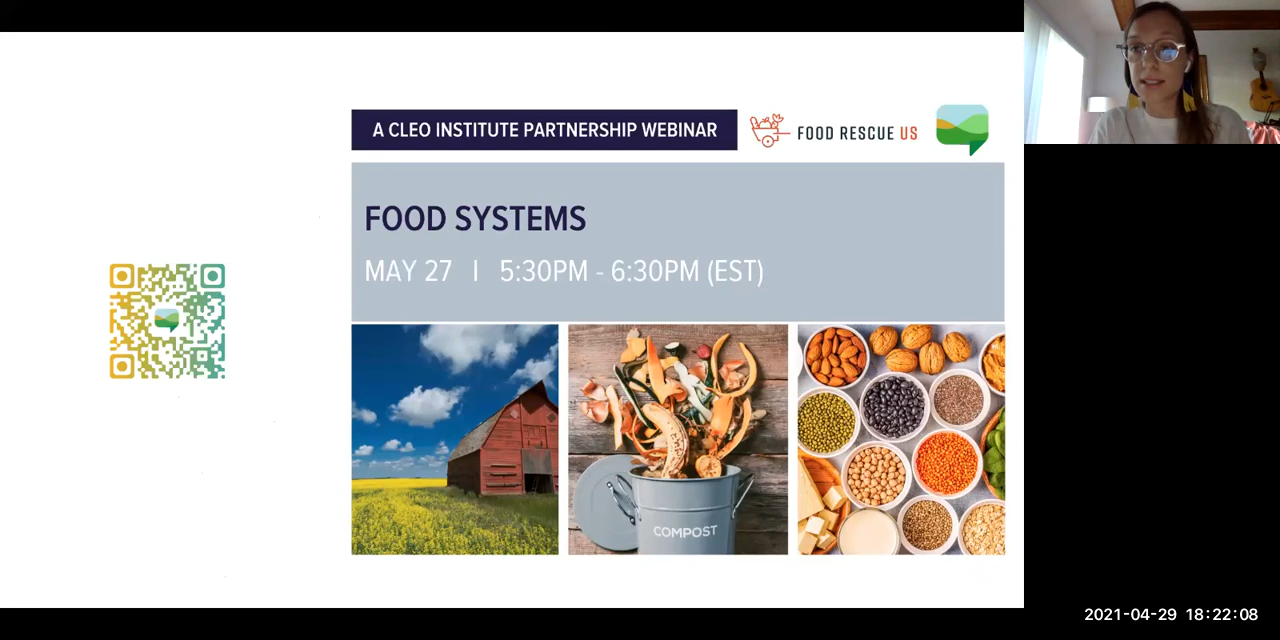 A CLEO INSTITUTE PARTNERSHIP WEBINAR
FOOD RESCUE US
FOOD SYSTEMS
MAY 27 | 5:30PM - 6:30PM (EST)
COMPOST
2021-04-29 18:22:08